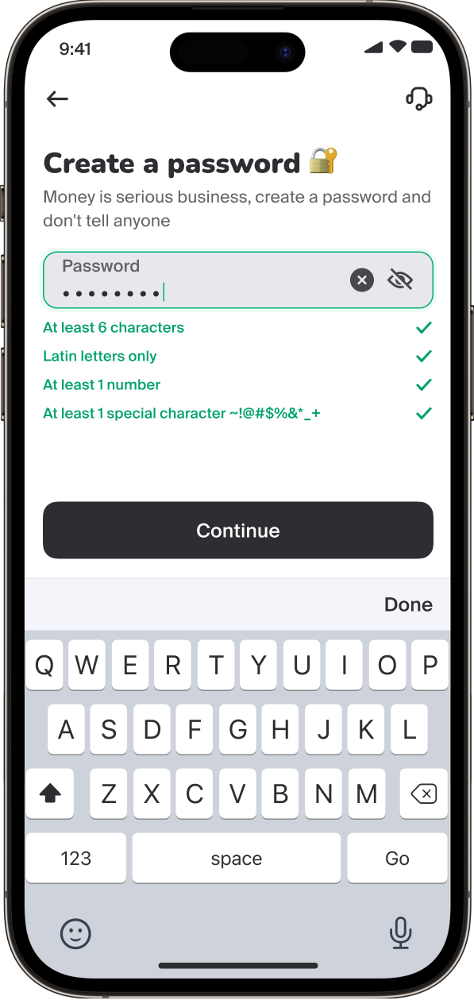 9:41
Create a password 🔐
Money is serious business, create a password and
don't tell anyone
Password
••••••••
At least 6 characters
Latin letters only
At least 1 number
At least 1 special character ~!@#$%&*_+
Continue
Done
Q W E R T Y U I O P
A S D F G H J K L
Z X C V B N M
123 space Go